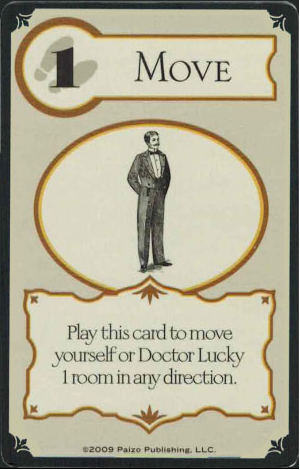 1 MOVE
Play this card to move
yourself or Doctor Lucky
1 room in any direction.
©2009 Paizo Publishing, LLC.